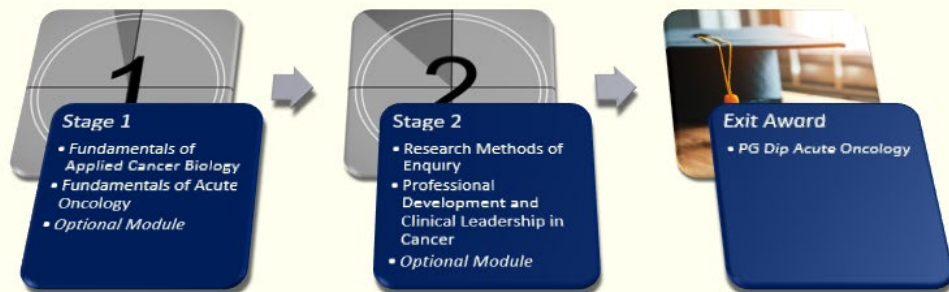 1
Stage 1
• Fundamentals of
Applied Cancer Biology
• Fundamentals of Acute
Oncology
• Optional Module
2
Stage 2
• Research Methods of
Enquiry
• Professional
Development and
Clinical Leadership in
Cancer
• Optional Module
Exit Award
• PG Dip Acute Oncology